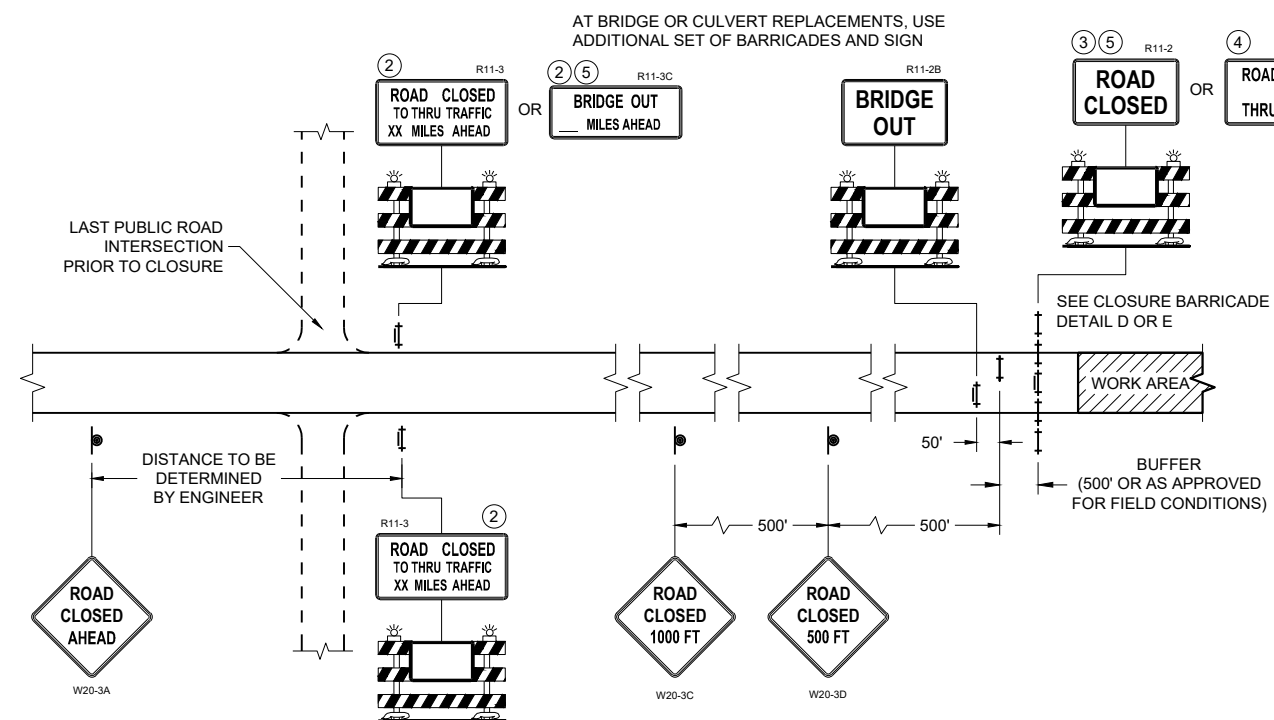 AT BRIDGE OR CULVERT REPLACEMENTS, USE
ADDITIONAL SET OF BARRICADES AND SIGN
2
R11-3
ROAD CLOSED
TO THRU TRAFFIC
XX MILES AHEAD
OR
2 5
R11-3C
BRIDGE OUT
__ MILES AHEAD
R11-2B
BRIDGE
OUT
3 5
R11-2
ROAD
CLOSED
OR
4
ROAD
THRU
LAST PUBLIC ROAD
INTERSECTION
PRIOR TO CLOSURE
SEE CLOSURE BARRICADE
DETAIL D OR E
WORK AREA
50'
DISTANCE TO BE
DETERMINED
BY ENGINEER
BUFFER
(500' OR AS APPROVED
FOR FIELD CONDITIONS)
R11-3
2
ROAD CLOSED
TO THRU TRAFFIC
XX MILES AHEAD
500'
500'
ROAD
CLOSED
AHEAD
W20-3A
ROAD
CLOSED
1000 FT
W20-3C
ROAD
CLOSED
500 FT
W20-3D